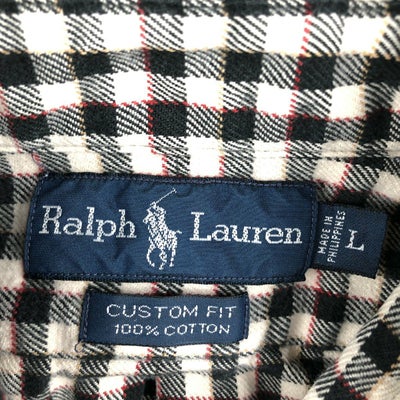 Ralph Lauren
MADE IN
PHILIPPINES
L
CUSTOM FIT
100% COTTON